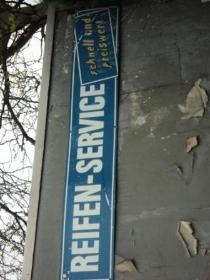 REIFEN-SERVICE
schnell und
preiswert